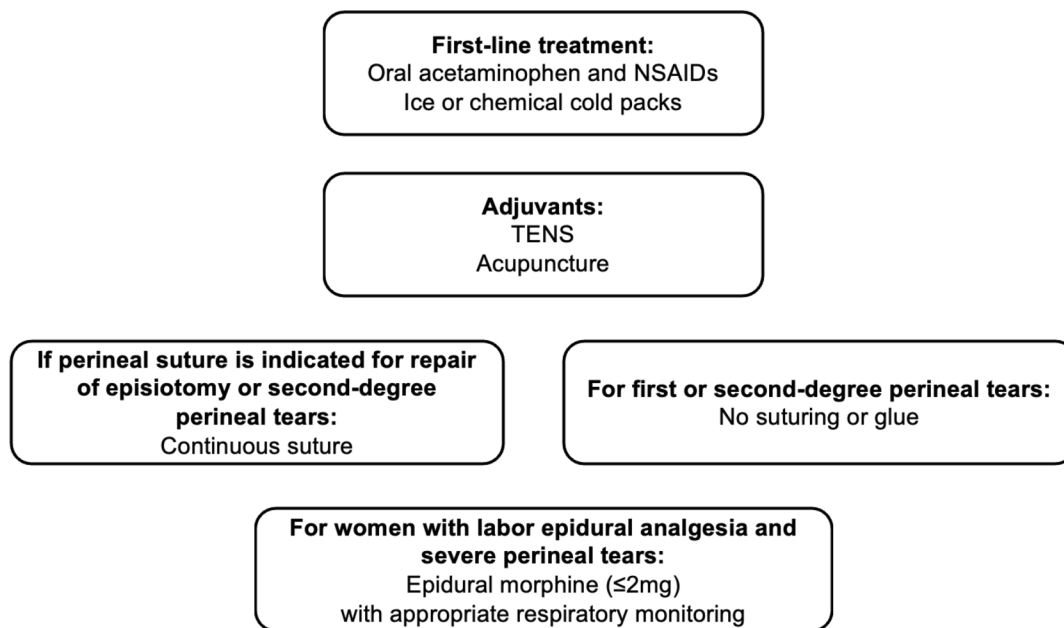 First-line treatment:
Oral acetaminophen and NSAIDs
Ice or chemical cold packs
Adjuvants:
TENS
Acupuncture
If perineal suture is indicated for repair
of episiotomy or second-degree
perineal tears:
Continuous suture
For first or second-degree perineal tears:
No suturing or glue
For women with labor epidural analgesia and
severe perineal tears:
Epidural morphine (≤2mg)
with appropriate respiratory monitoring